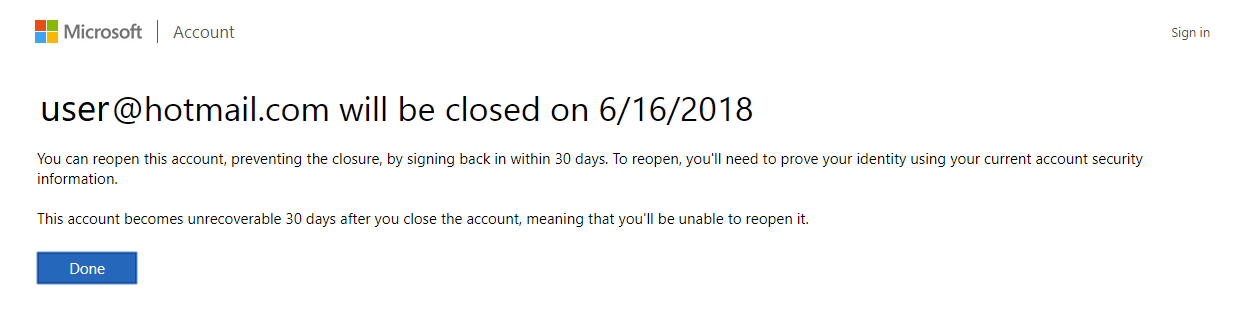 Microsoft | Account
Sign in
user@hotmail.com will be closed on 6/16/2018
You can reopen this account, preventing the closure, by signing back in within 30 days. To reopen, you'll need to prove your identity using your current account security
information.
This account becomes unrecoverable 30 days after you close the account, meaning that you'll be unable to reopen it.
Done